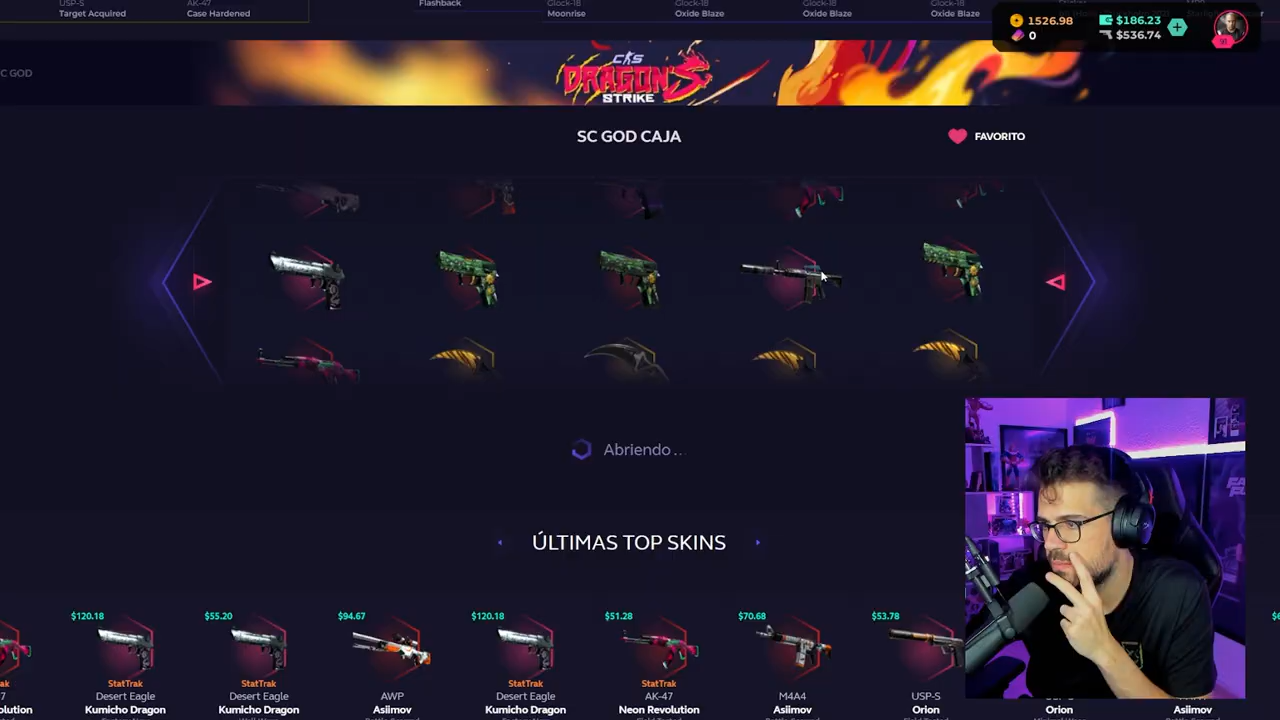 USP-S
AK-47
Glock-18
Glock-18
Glock-18
Glock-18
Target Acquired
Case Hardened
Flashback
Moonrise
Oxide Blaze
Oxide Blaze
Oxide Blaze
1526.98
$186.23
0
$536.74
C GOD
DRAGON'S
STRIKE
SC GOD CAJA
FAVORITO
Abriendo ..
ÚLTIMAS TOP SKINS
$120.18
$55.20
$94.67
$120.18
$51.28
$70.68
$53.78
StatTrak
StatTrak
StatTrak
StatTrak
Desert Eagle
Desert Eagle
AWP
Desert Eagle
AK-47
M4A4
USP-S
Kumicho Dragon
Kumicho Dragon
Asiimov
Kumicho Dragon
Neon Revolution
Asiimov
Orion
Orion
Asiimov